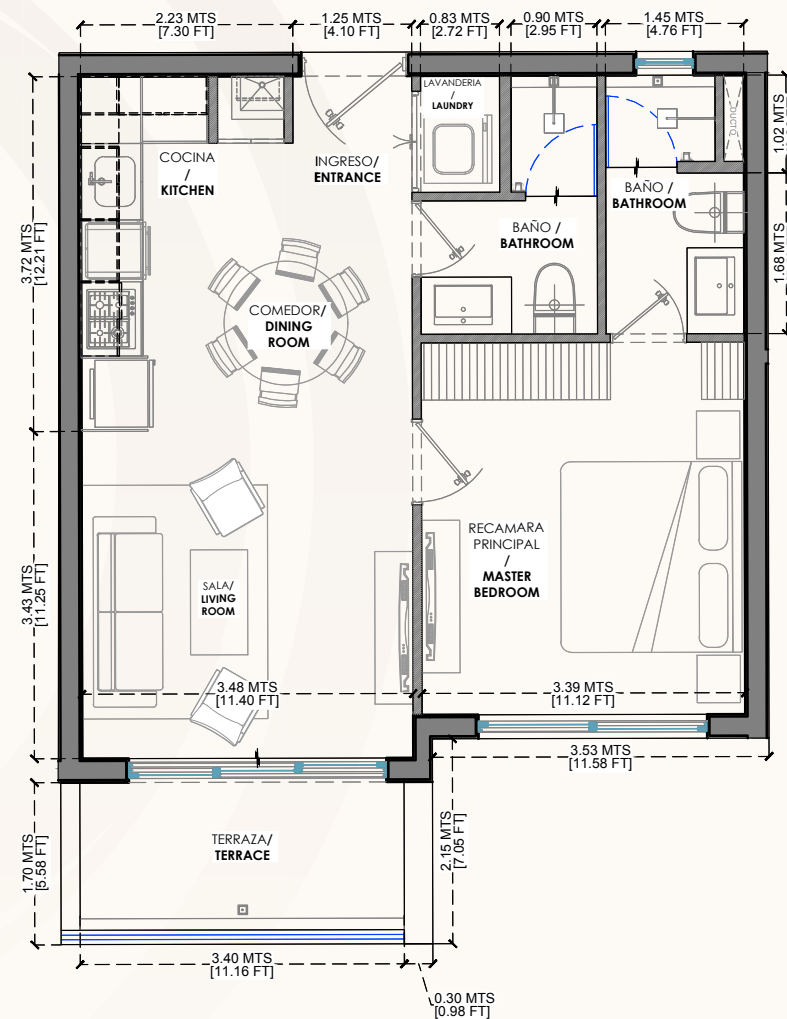 2.23 MTS
[7.30 FT]
1.25 MTS
[4.10 FT]
0.83 MTS
[2.72 FT]
0.90 MTS
[2.95 FT]
1.45 MTS
[4.76 FT]
LAVANDERIA
/
LAUNDRY
DUCTO
1.02 MTS
[3.35 FT]
COCINA
/
KITCHEN
INGRESO/
ENTRANCE
BAÑO /
BATHROOM
BAÑO /
BATHROOM
3.72 MTS
[12.21 FT]
1.68 MTS
COMEDOR/
DINING
ROOM
RECAMARA
PRINCIPAL
/
MASTER
BEDROOM
3.43 MTS
[11.25 FT]
SALA/
LIVING
ROOM
3.48 MTS
[11.40 FT]
3.39 MTS
[11.12 FT]
3.53 MTS
[11.58 FT]
1.70 MTS
[5.58 FT]
TERRAZA/
TERRACE
2.15 MTS
[7.05 FT]
3.40 MTS
[11.16 FT]
0.30 MTS
[0.98 FT]